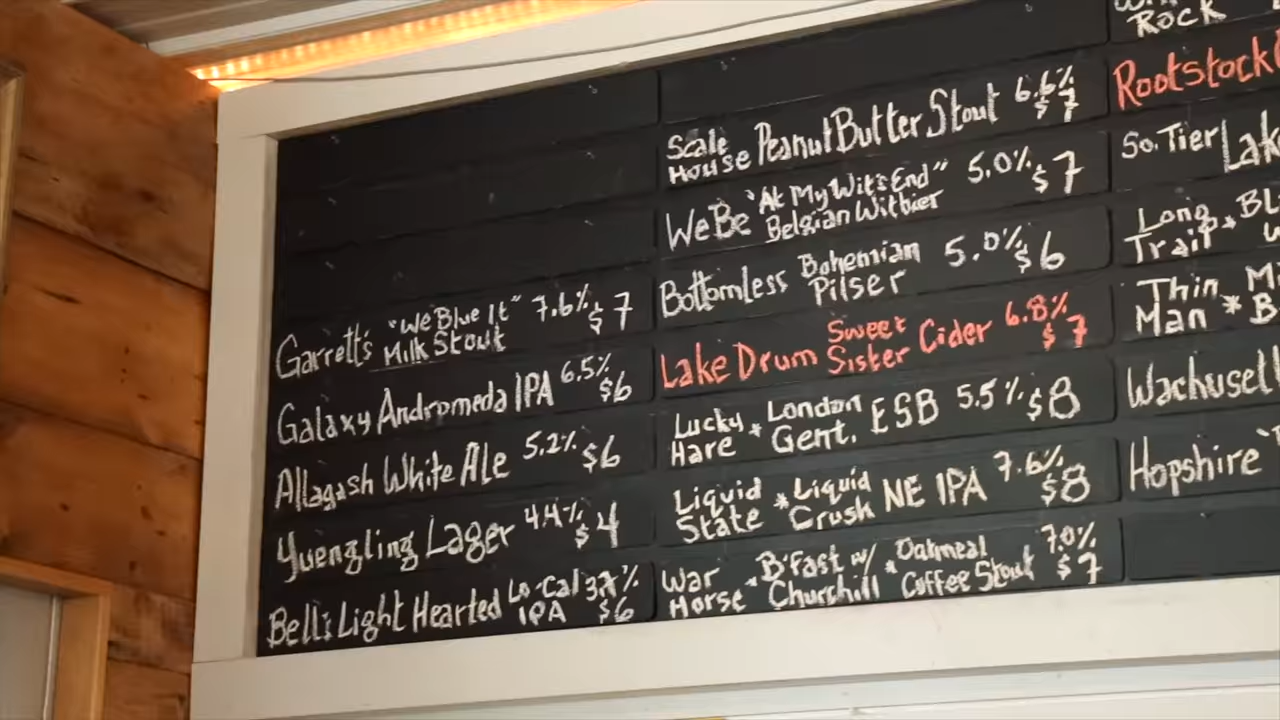 Garrett's "We Blue It" Milk Stout 7.6% $7
Galaxy Andromeda IPA 6.5% $6
Allagash White Ale 5.2% $6
Yuengling Lager 4.4% $4
Bell's Light Hearted Lo-Cal IPA 3.7% $6
Scale House Peanut Butter Stout 6.6% $7
We Be "At My Wit's End" Belgian Witbier 5.0% $7
Bottomless Bohemian Pilser 5.0% $6
Lake Drum Sweet Sister Cider 6.8% $7
Lucky Hare * London Gent. ESB 5.5% $8
Liquid State * Liquid Crush NE IPA 7.6% $8
War Horse * B'Fast w/ Churchill * Oatmeal Coffee Stout 7.0% $7
Rock
Rootstock
So. Tier Lak
Long Trail * BL
Thin Man * B
Wachusett
Hopshire